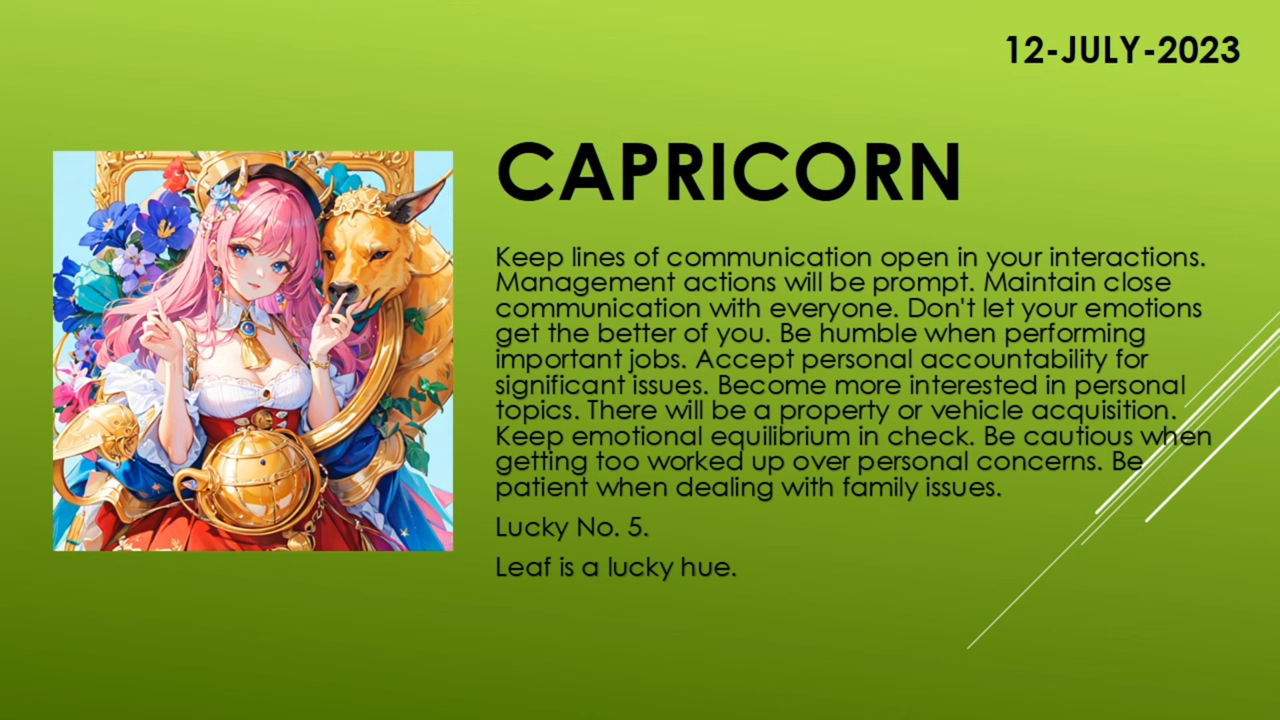 12-JULY-2023
CAPRICORN
Keep lines of communication open in your interactions.
Management actions will be prompt. Maintain close
communication with everyone. Don't let your emotions
get the better of you. Be humble when performing
important jobs. Accept personal accountability for
significant issues. Become more interested in personal
topics. There will be a property or vehicle acquisition.
Keep emotional equilibrium in check. Be cautious when
getting too worked up over personal concerns. Be
patient when dealing with family issues.
Lucky No. 5.
Leaf is a lucky hue.